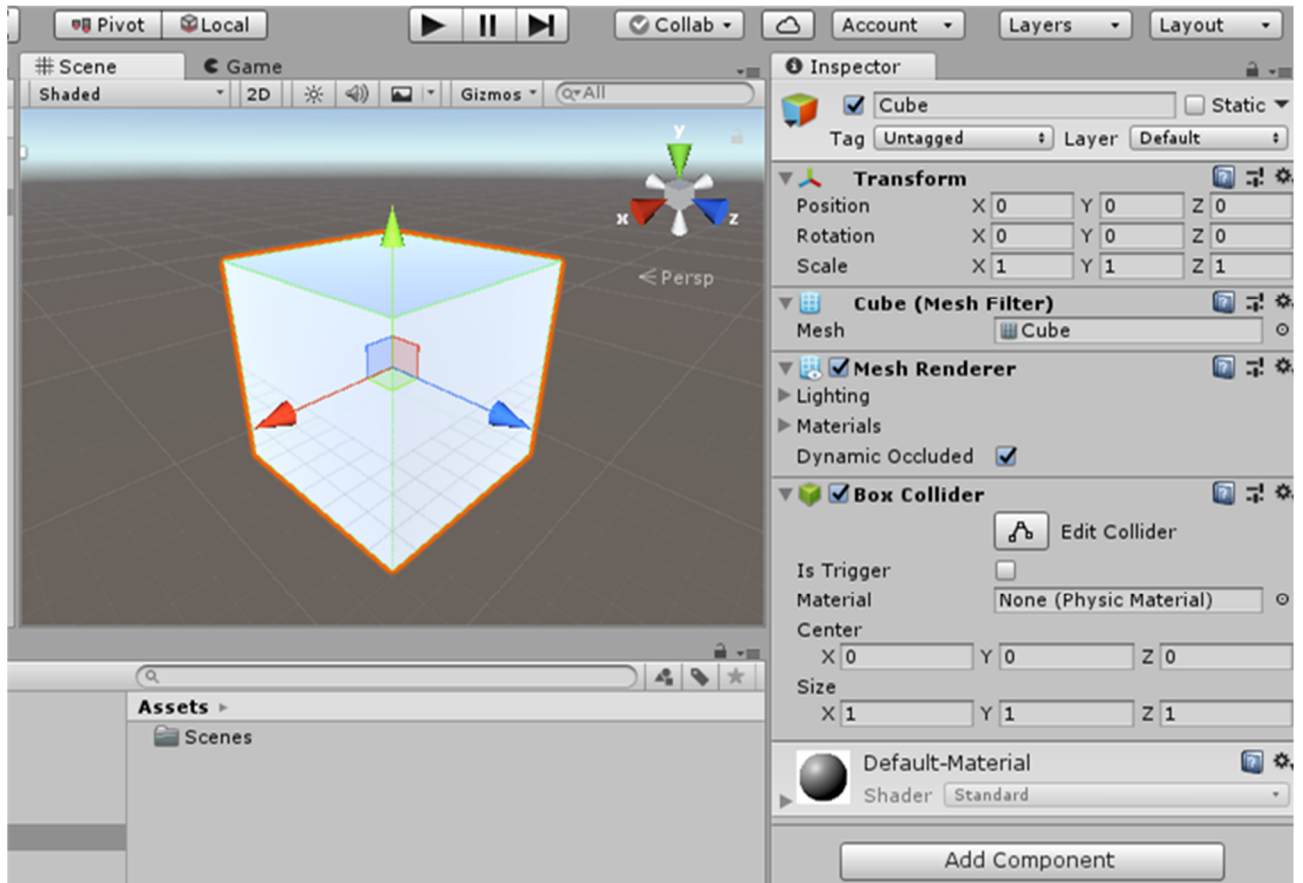 Pivot Local Collab Account Layers Layout
Scene Game
Shaded 2D Gizmos All
y
x z
Persp
Assets
Scenes
Inspector
Cube Static
Tag Untagged Layer Default
Transform
Position X 0 Y 0 Z 0
Rotation X 0 Y 0 Z 0
Scale X 1 Y 1 Z 1
Cube (Mesh Filter)
Mesh Cube
Mesh Renderer
Lighting
Materials
Dynamic Occluded
Box Collider
Edit Collider
Is Trigger
Material None (Physic Material)
Center
X 0 Y 0 Z 0
Size
X 1 Y 1 Z 1
Default-Material
Shader Standard
Add Component